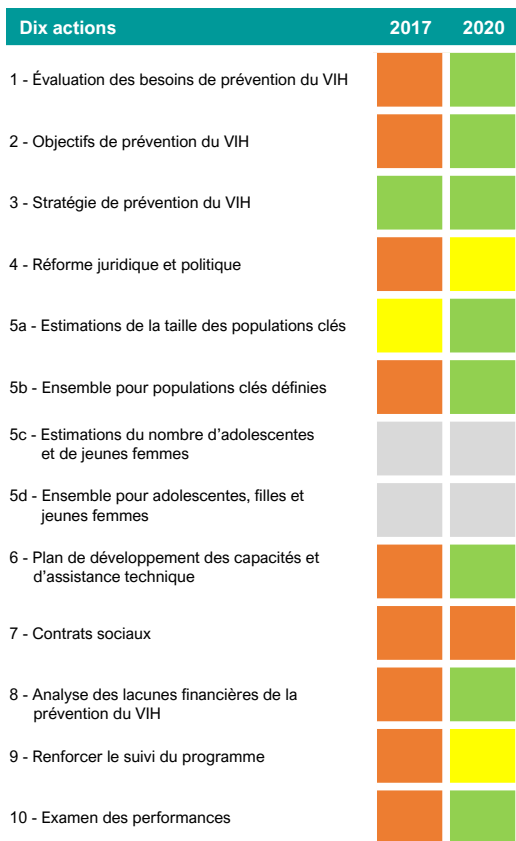 Dix actions 2017 2020
1 - Évaluation des besoins de prévention du VIH
2 - Objectifs de prévention du VIH
3 - Stratégie de prévention du VIH
4 - Réforme juridique et politique
5a - Estimations de la taille des populations clés
5b - Ensemble pour populations clés définies
5c - Estimations du nombre d’adolescentes
et de jeunes femmes
5d - Ensemble pour adolescentes, filles et
jeunes femmes
6 - Plan de développement des capacités et
d’assistance technique
7 - Contrats sociaux
8 - Analyse des lacunes financières de la
prévention du VIH
9 - Renforcer le suivi du programme
10 - Examen des performances